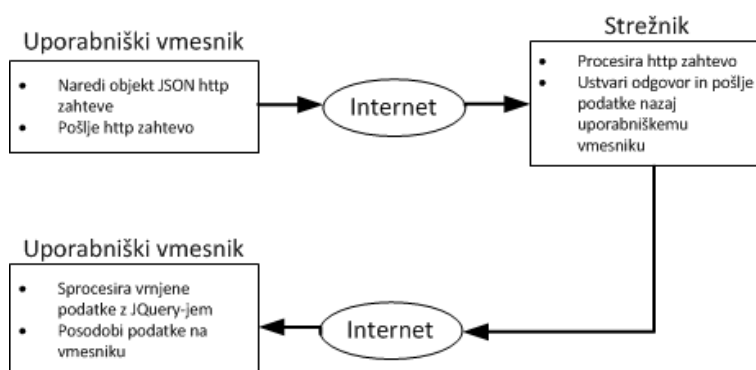 Uporabniški vmesnik
• Naredi objekt JSON http
zahteve
• Pošlje http zahtevo
Internet
Strežnik
• Procesira http zahtevo
• Ustvari odgovor in pošlje
podatke nazaj
uporabniškemu
vmesniku
Uporabniški vmesnik
• Sprocesira vrnjene
podatke z JQuery-jem
• Posodobi podatke na
vmesniku
Internet